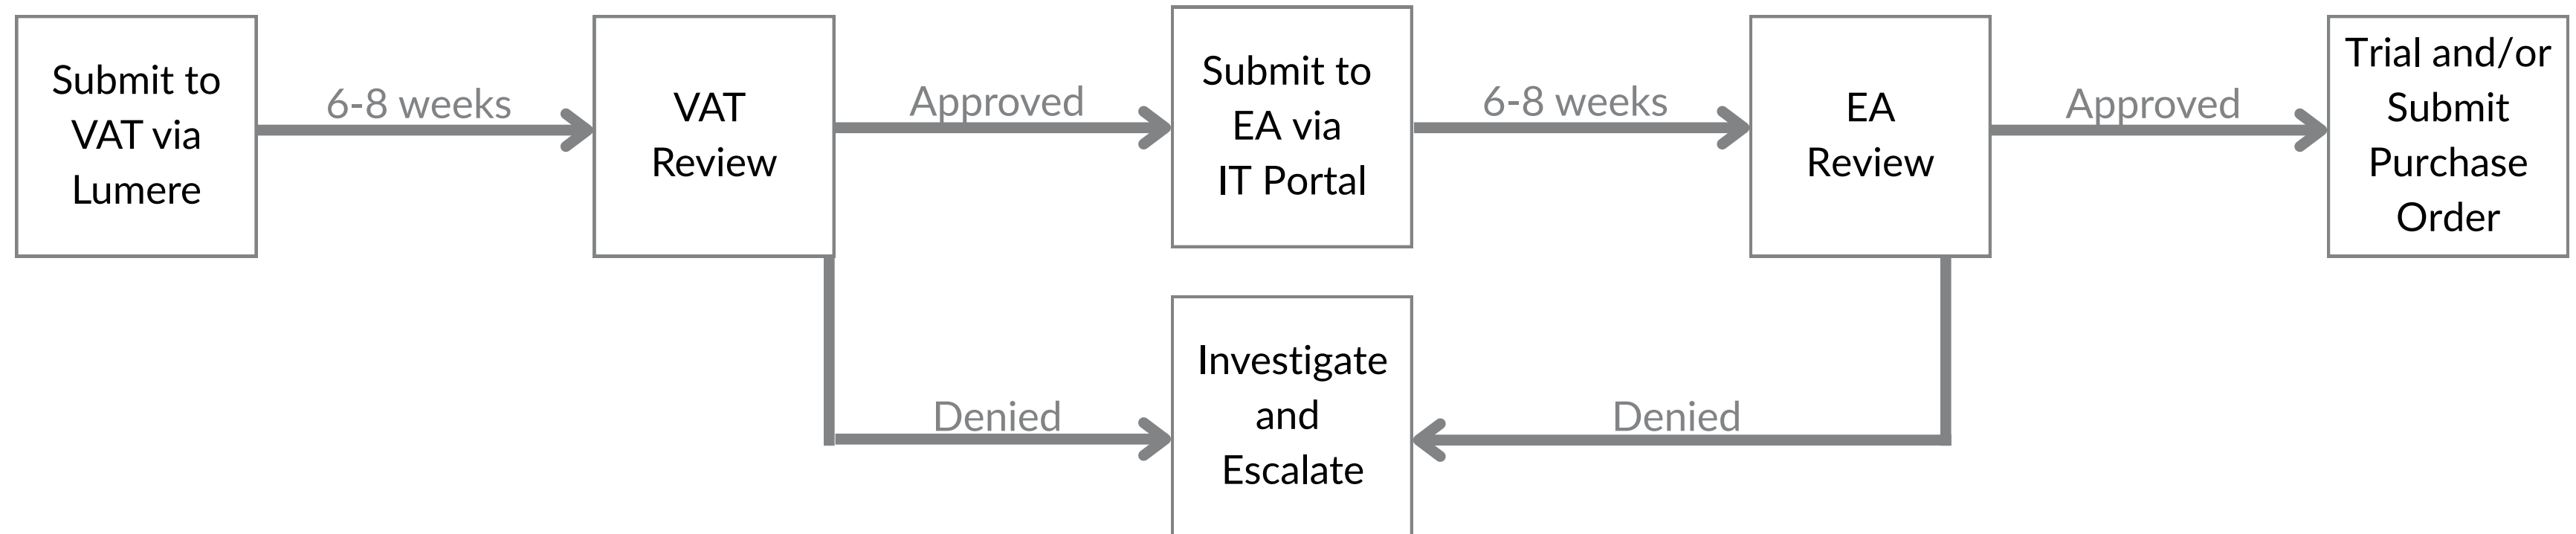 Submit to
VAT via
Lumere
6-8 weeks
VAT
Review
Approved
Submit to
EA via
IT Portal
6-8 weeks
EA
Review
Approved
Trial and/or
Submit
Purchase
Order
Denied
Investigate
and
Escalate
Denied